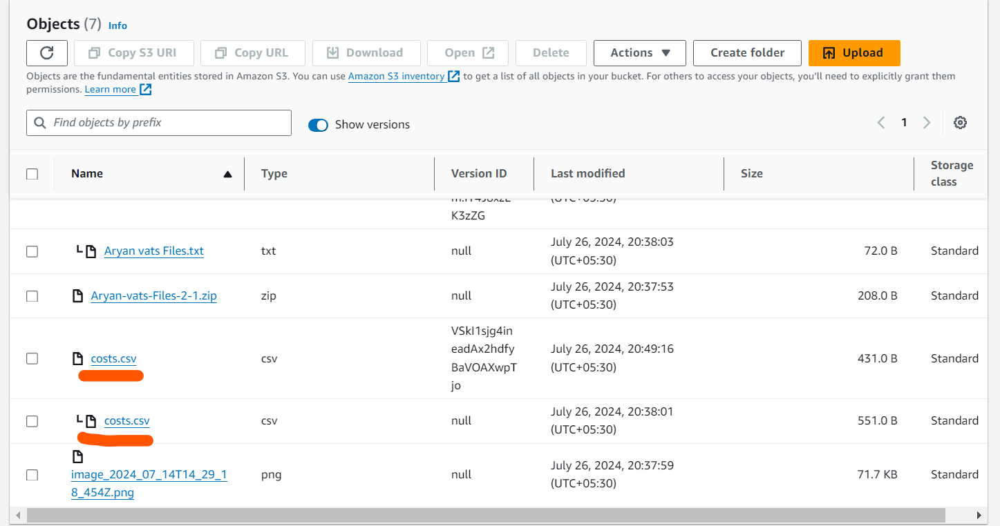 Objects (7) Info
Copy S3 URI Copy URL Download Open Delete Actions Create folder Upload
Objects are the fundamental entities stored in Amazon S3. You can use Amazon S3 inventory to get a list of all objects in your bucket. For others to access your objects, you'll need to explicitly grant them
permissions. Learn more
Find objects by prefix Show versions 1
Name Type Version ID Last modified Size Storage class
K3zZG
Aryan vats Files.txt txt null July 26, 2024, 20:38:03 (UTC+05:30) 72.0 B Standard
Aryan-vats-Files-2-1.zip zip null July 26, 2024, 20:37:53 (UTC+05:30) 208.0 B Standard
costs.csv csv VSkI1sjg4in eadAx2hdfy BaVOAXwpT jo July 26, 2024, 20:49:16 (UTC+05:30) 431.0 B Standard
costs.csv csv null July 26, 2024, 20:38:01 (UTC+05:30) 551.0 B Standard
image_2024_07_14T14_29_1 8_454Z.png png null July 26, 2024, 20:37:59 (UTC+05:30) 71.7 KB Standard